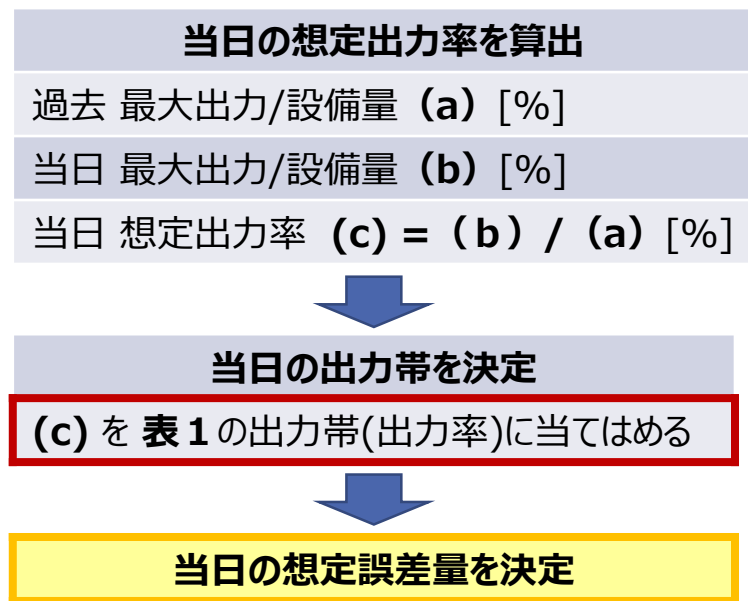 当日の想定出力率を算出
過去 最大出力/設備量（a）[%]
当日 最大出力/設備量（b）[%]
当日 想定出力率 (c) =（ｂ）/（a）[%]
当日の出力帯を決定
(c) を 表１の出力帯(出力率)に当てはめる
当日の想定誤差量を決定